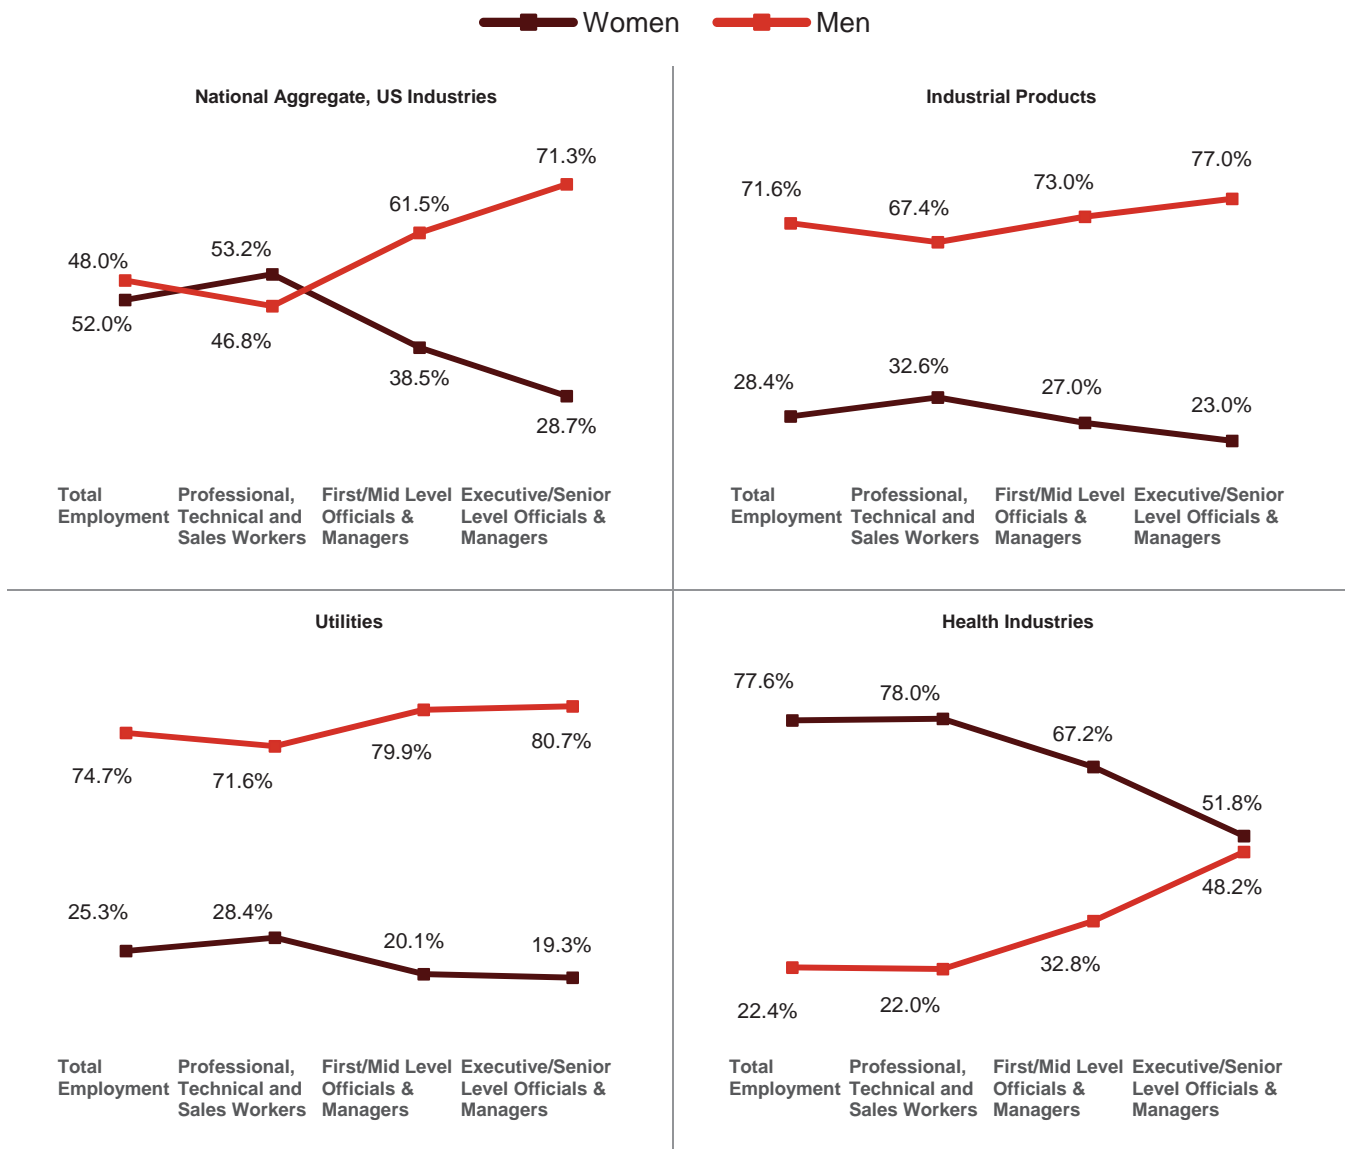 Women Men
National Aggregate, US Industries
71.3%
61.5%
53.2%
48.0%
52.0%
46.8%
38.5%
28.7%
Total Employment
Professional, Technical and Sales Workers
First/Mid Level Officials & Managers
Executive/Senior Level Officials & Managers
Industrial Products
77.0%
73.0%
71.6%
67.4%
32.6%
28.4%
27.0%
23.0%
Total Employment
Professional, Technical and Sales Workers
First/Mid Level Officials & Managers
Executive/Senior Level Officials & Managers
Utilities
74.7%
71.6%
79.9%
80.7%
25.3%
28.4%
20.1%
19.3%
Total Employment
Professional, Technical and Sales Workers
First/Mid Level Officials & Managers
Executive/Senior Level Officials & Managers
Health Industries
77.6%
78.0%
67.2%
51.8%
48.2%
32.8%
22.4%
22.0%
Total Employment
Professional, Technical and Sales Workers
First/Mid Level Officials & Managers
Executive/Senior Level Officials & Managers